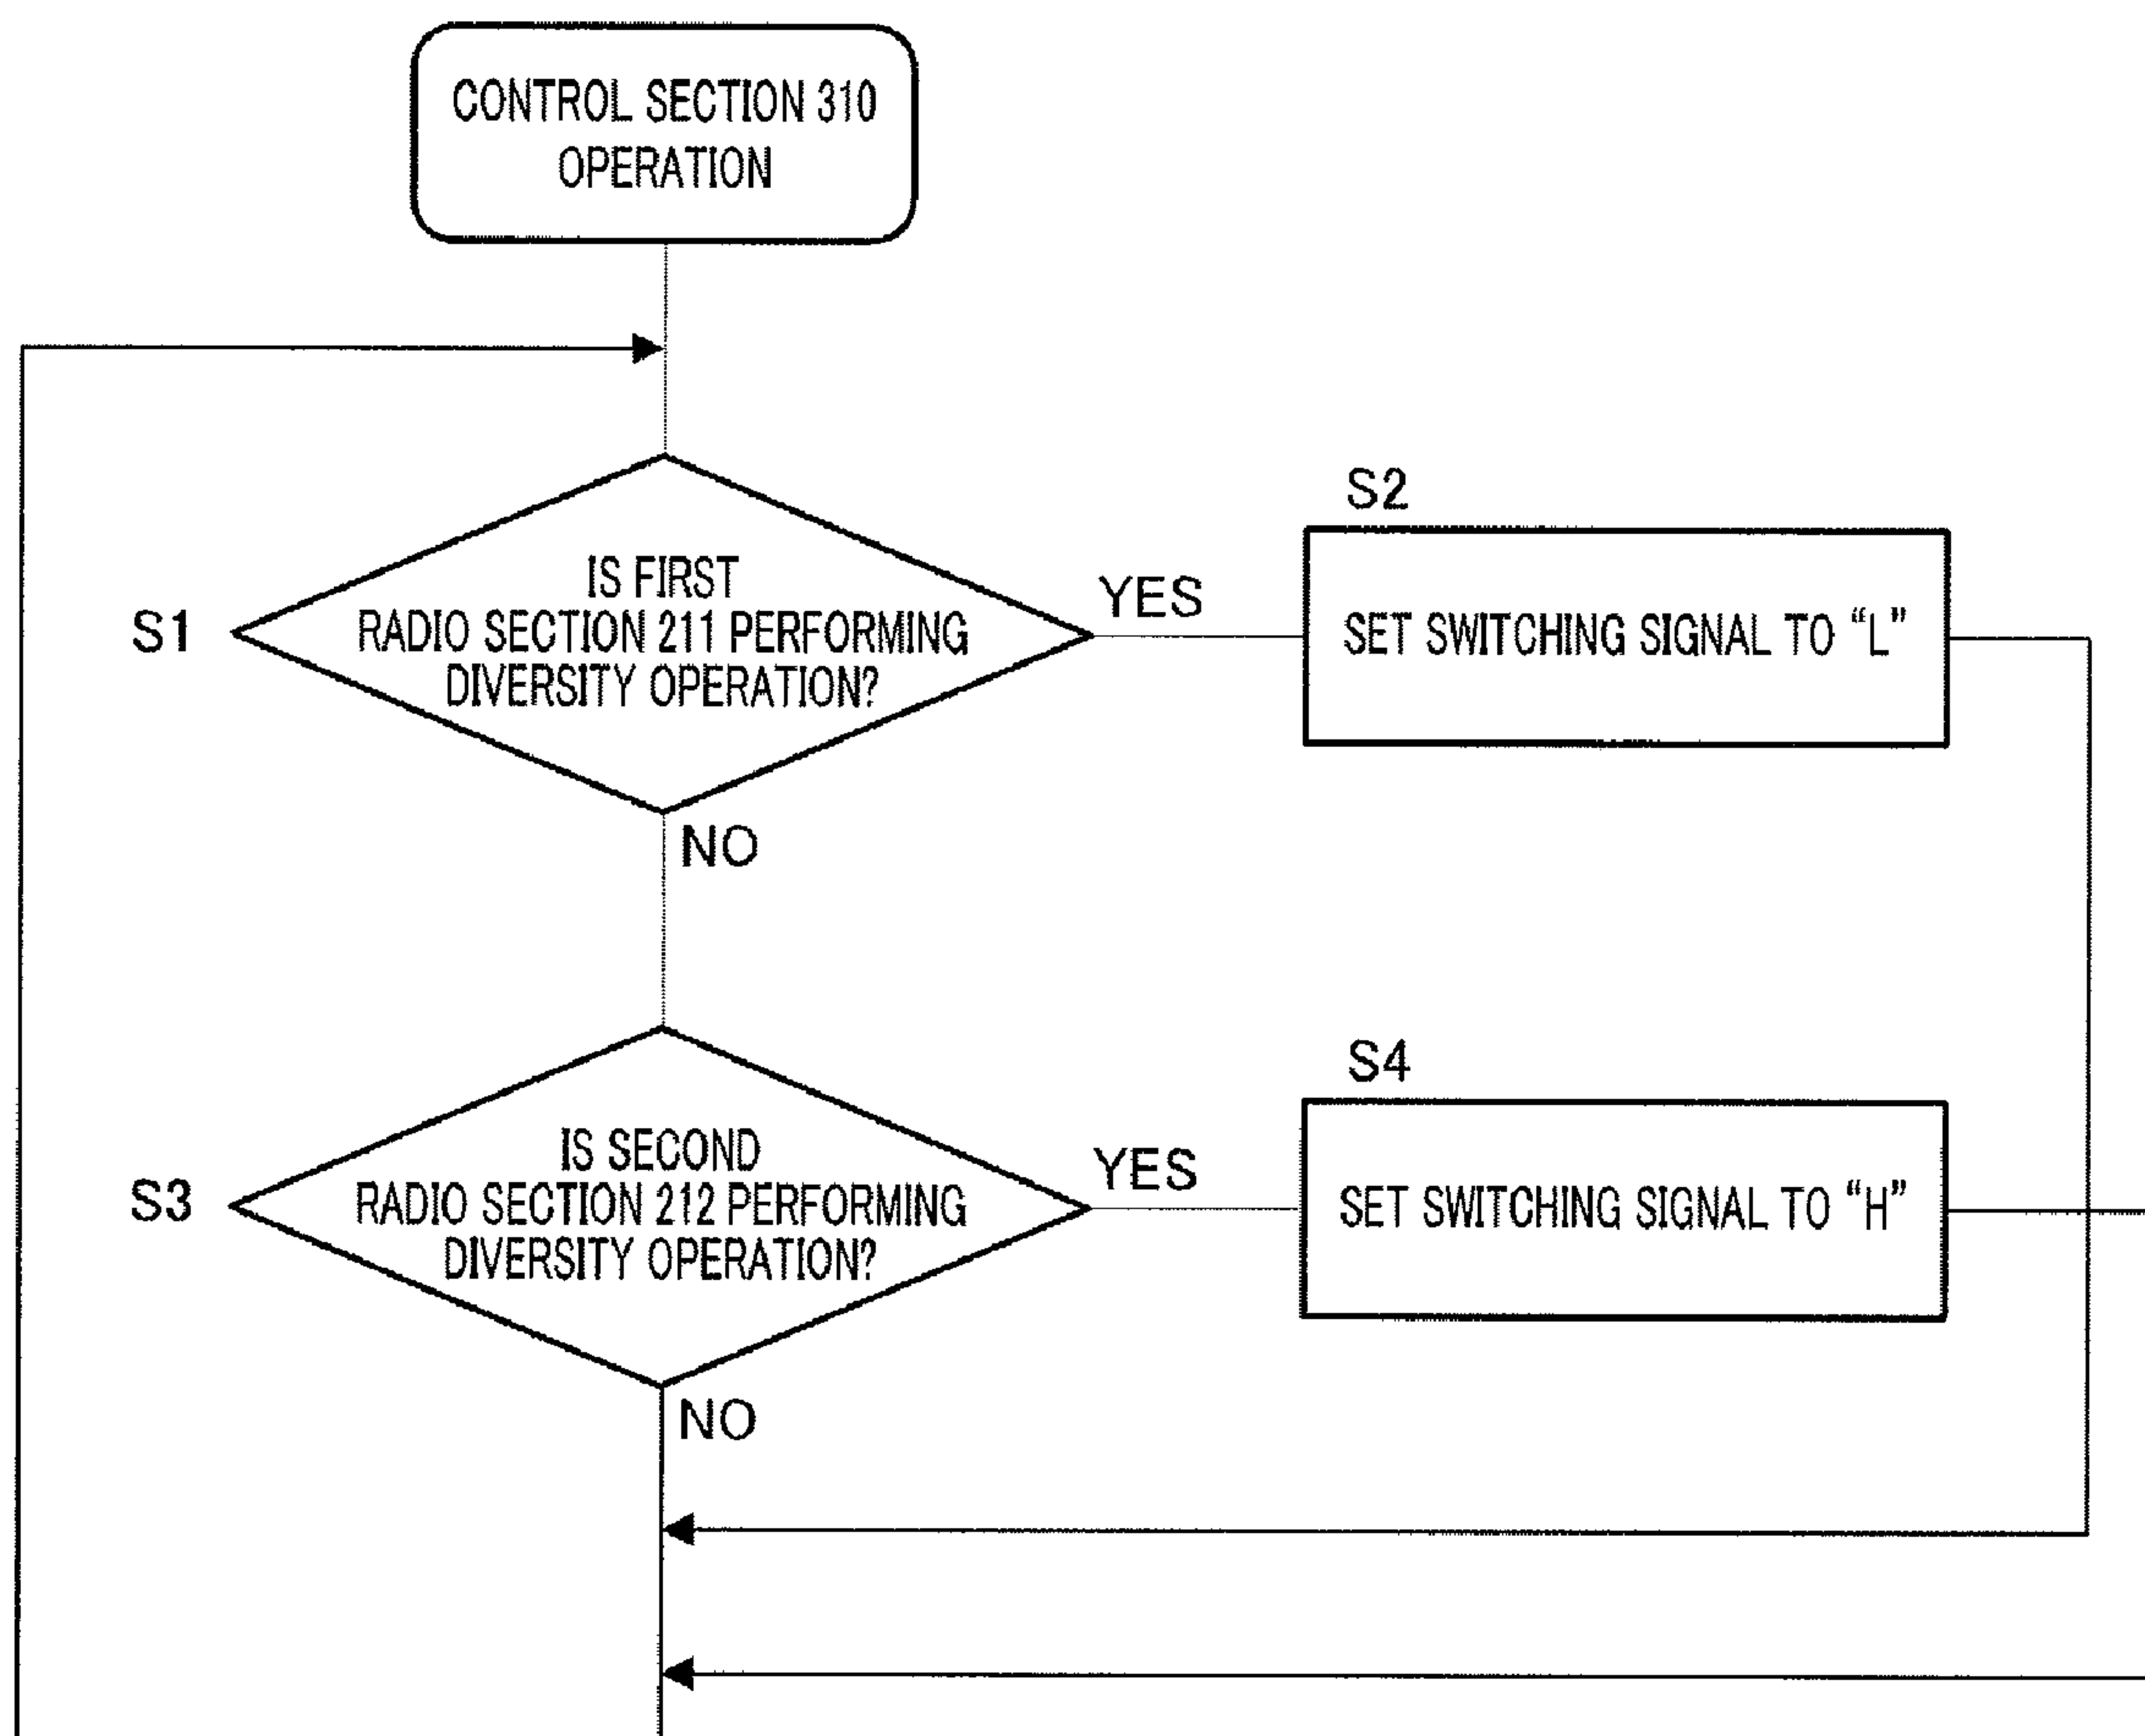 CONTROL SECTION 310
OPERATION
S1
IS FIRST
RADIO SECTION 211 PERFORMING
DIVERSITY OPERATION?
YES
S2
SET SWITCHING SIGNAL TO “L”
NO
S3
IS SECOND
RADIO SECTION 212 PERFORMING
DIVERSITY OPERATION?
YES
S4
SET SWITCHING SIGNAL TO “H”
NO